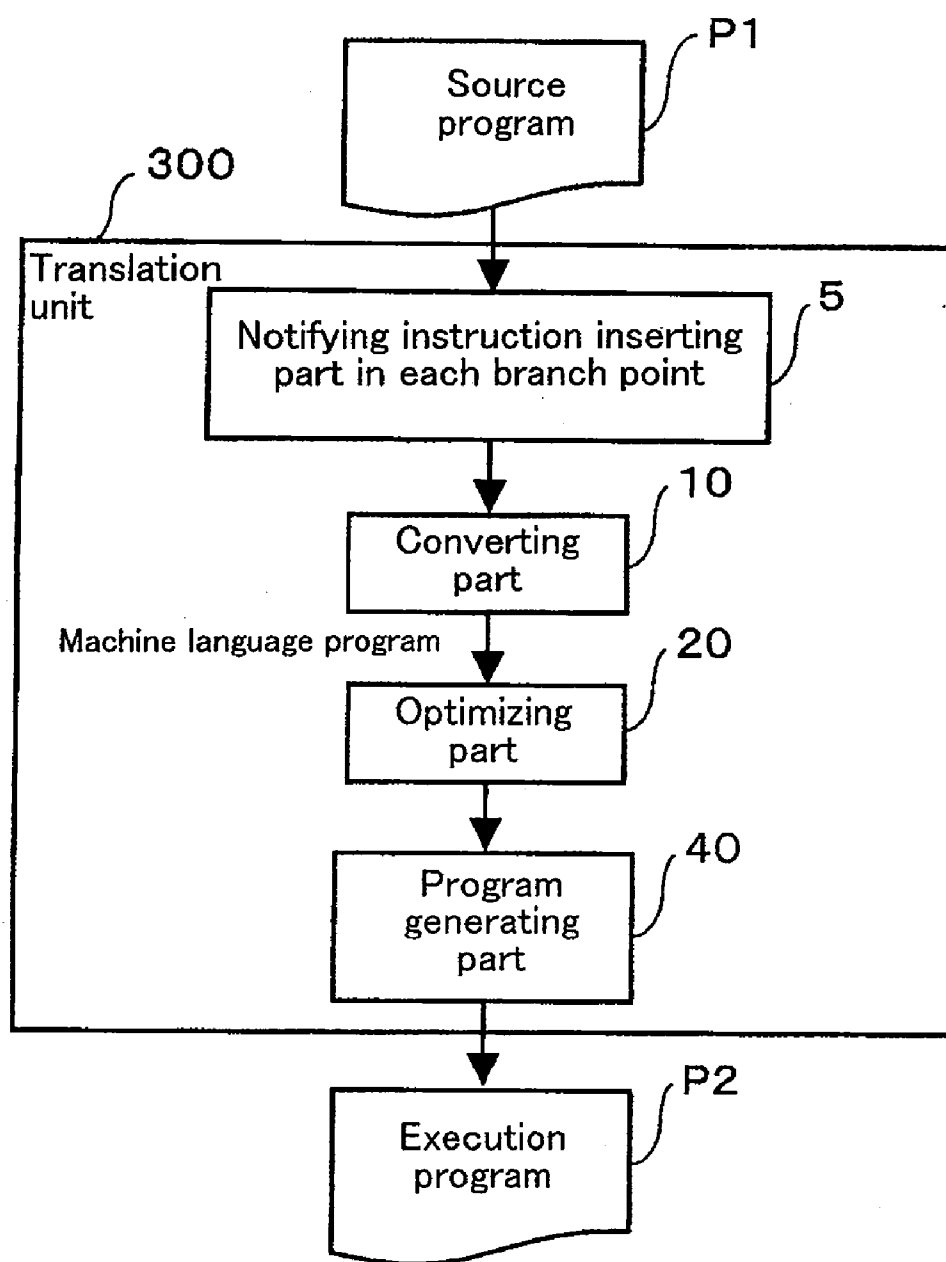 P1
Source
program
300
Translation
unit
5
Notifying instruction inserting
part in each branch point
10
Converting
part
Machine language program
20
Optimizing
part
40
Program
generating
part
P2
Execution
program